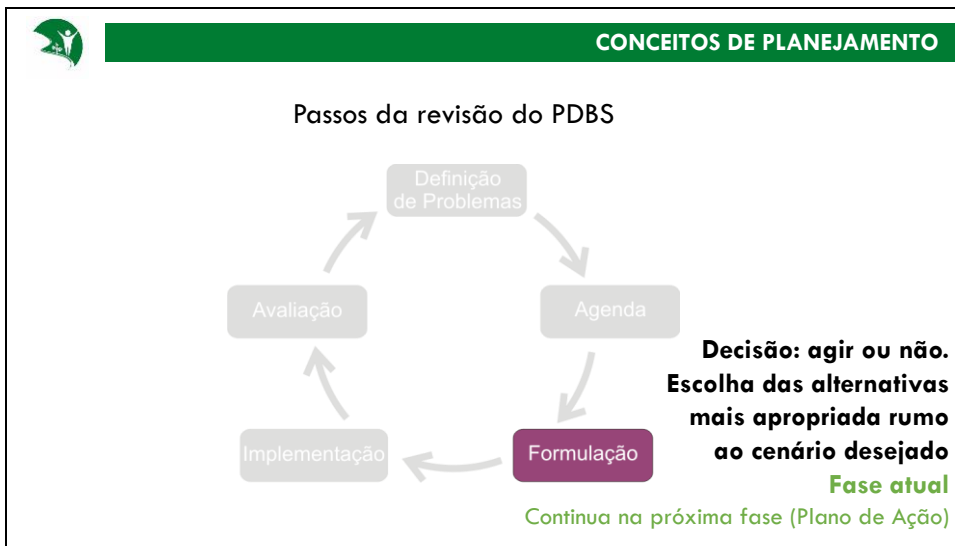 CONCEITOS DE PLANEJAMENTO
Passos da revisão do PDBS
Definição
de Problemas
Avaliação
Agenda
Decisão: agir ou não.
Escolha das alternativas
mais apropriada rumo
ao cenário desejado
Implementação
Formulação
Fase atual
Continua na próxima fase (Plano de Ação)